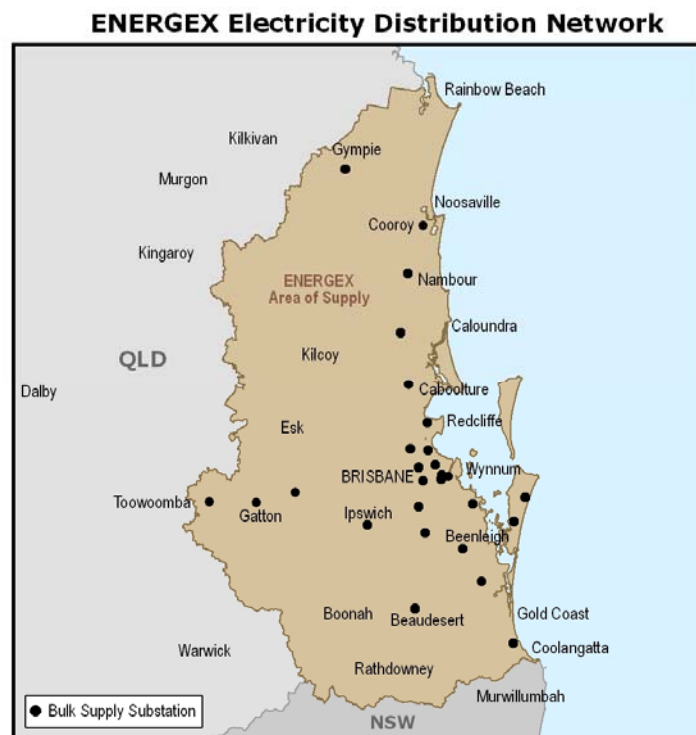 ENERGEX Electricity Distribution Network
Rainbow Beach
Kilkivan
Gympie
Murgon
Noosaville
Cooroy
Kingaroy
ENERGEX
Area of Supply
Nambour
Caloundra
Kilcoy
QLD
Dalby
Caboolture
Redcliffe
Esk
BRISBANE
Wynnum
Toowoomba
Gatton
Ipswich
Beenleigh
Boonah
Beaudesert
Gold Coast
Warwick
Coolangatta
Rathdowney
Murwillumbah
Bulk Supply Substation
NSW